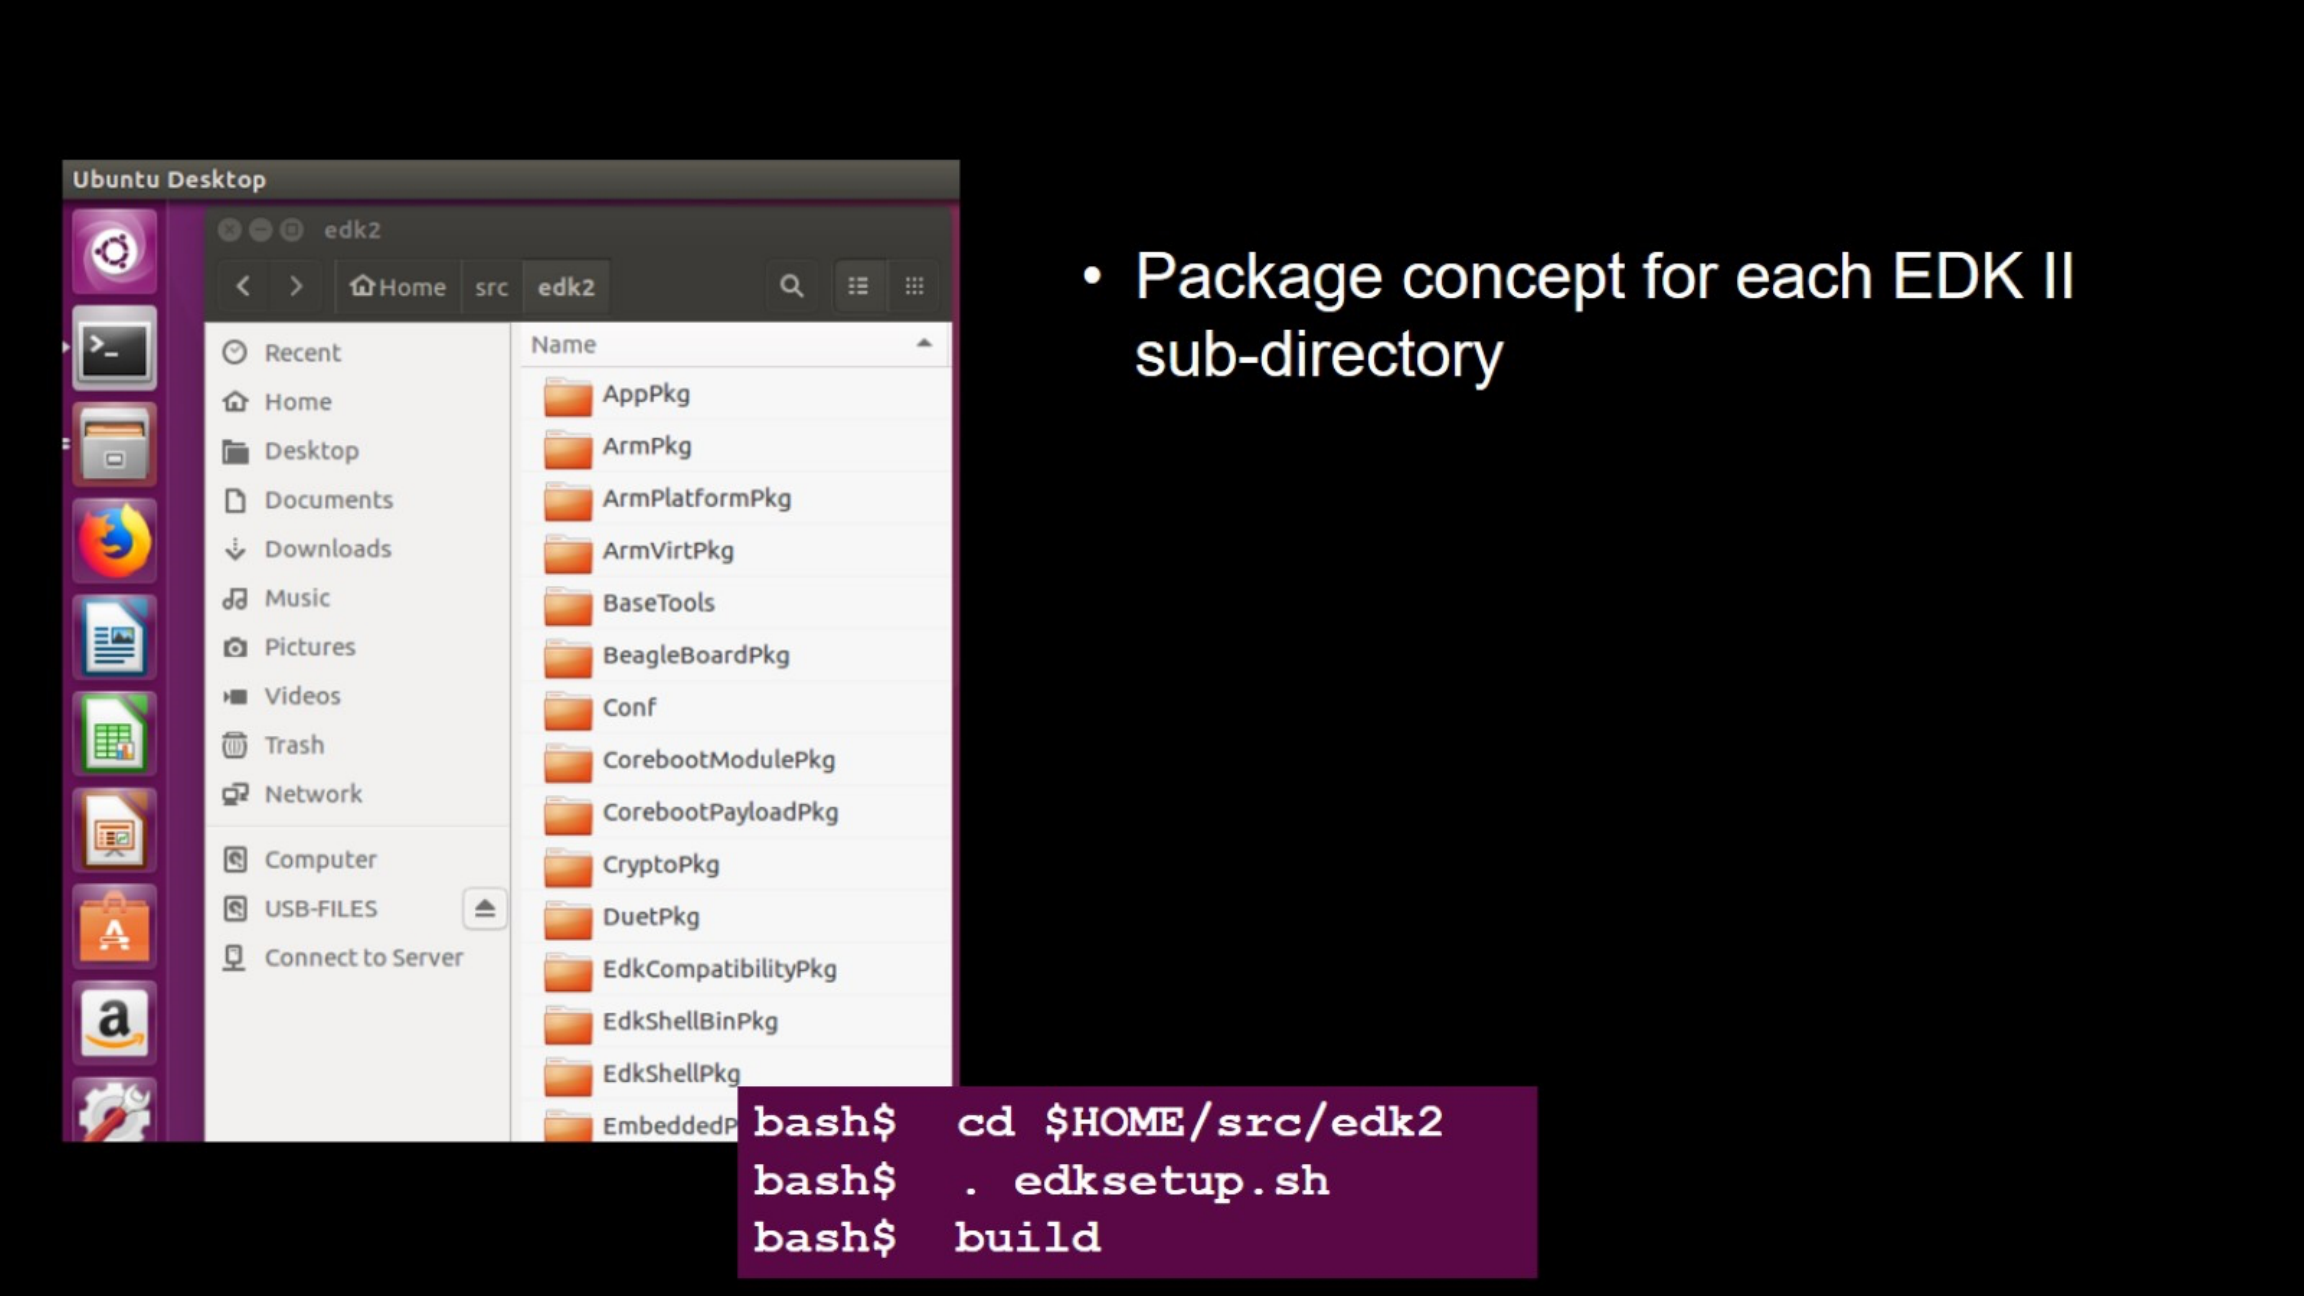 Ubuntu Desktop
edk2
Home src edk2
Recent
Home
Desktop
Documents
Downloads
Music
Pictures
Videos
Trash
Network
Computer
USB-FILES
Connect to Server
Name
AppPkg
ArmPkg
ArmPlatformPkg
ArmVirtPkg
BaseTools
BeagleBoardPkg
Conf
CorebootModulePkg
CorebootPayloadPkg
CryptoPkg
DuetPkg
EdkCompatibilityPkg
EdkShellBinPkg
EdkShellPkg
EmbeddedP
• Package concept for each EDK II
sub-directory
bash$ cd $HOME/src/edk2
bash$ . edksetup.sh
bash$ build